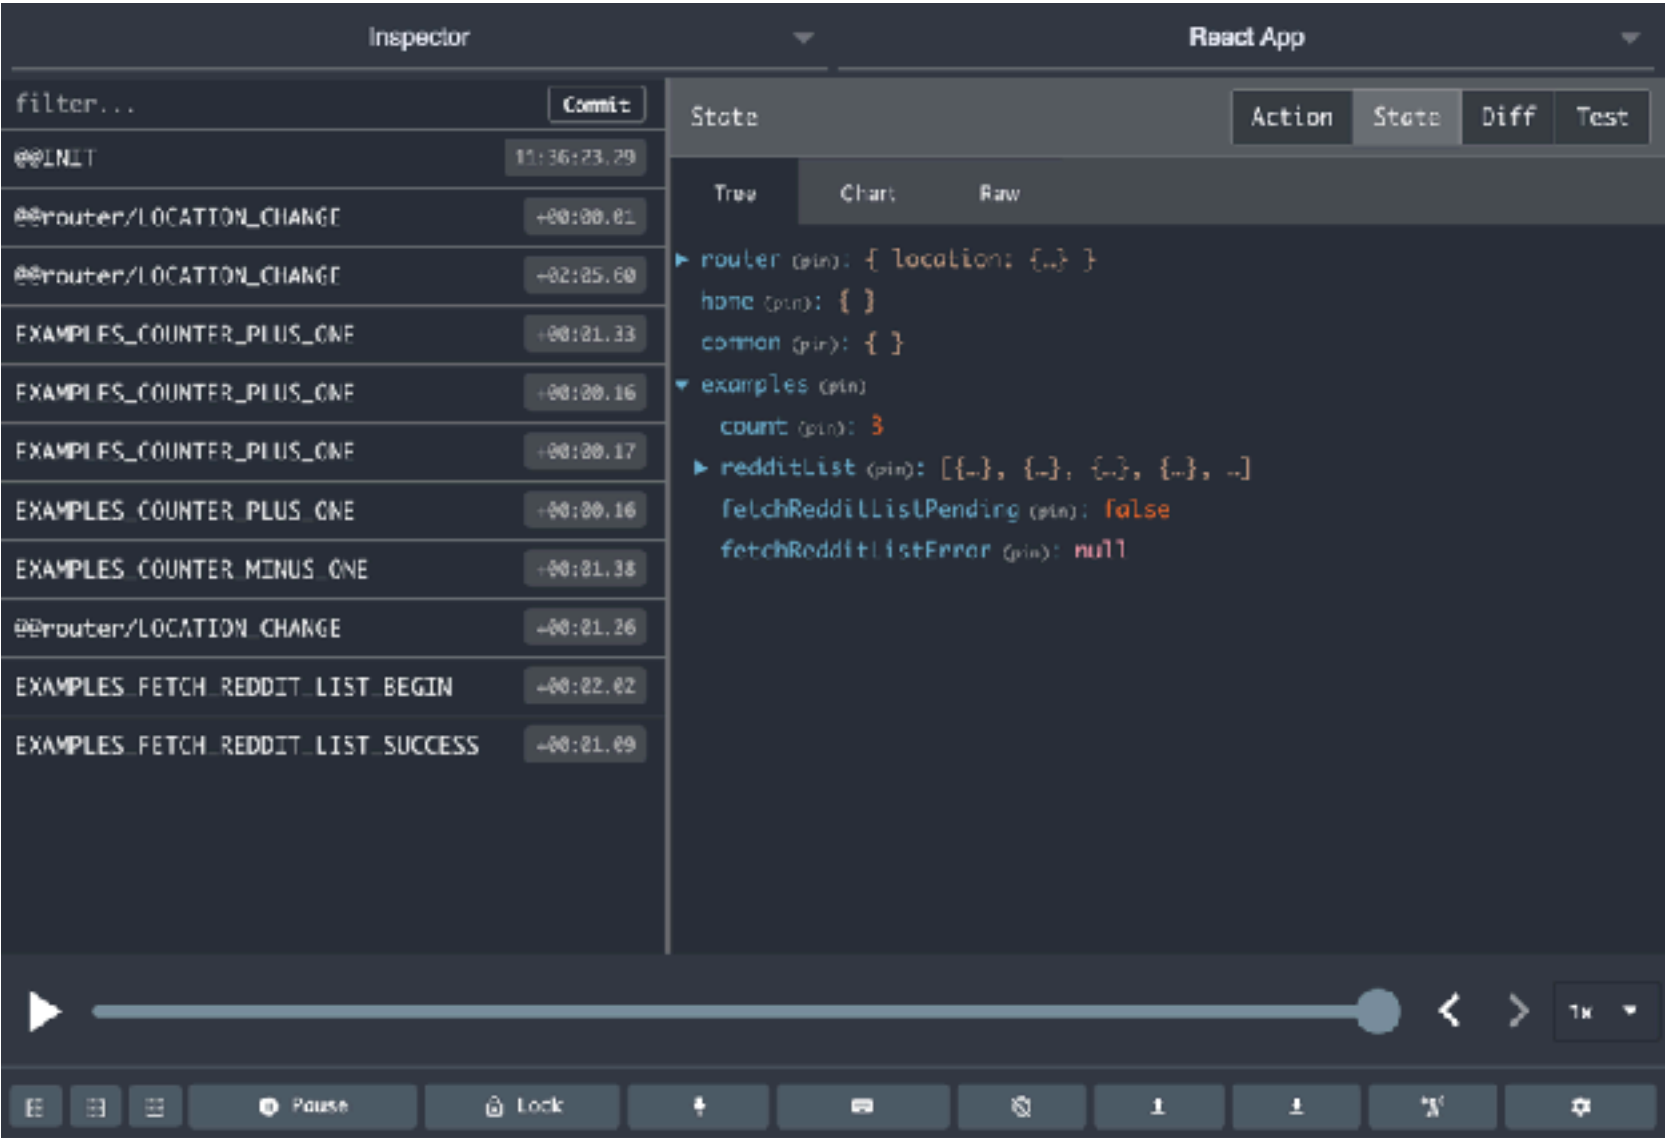 Inspector
React App
filter...
Commit
State
Action
State
Diff
Test
@@INIT
11:36:23.29
@@router/LOCATION_CHANGE
+00:00.01
@@router/LOCATION_CHANGE
+02:05.60
EXAMPLES_COUNTER_PLUS_ONE
+00:01.33
EXAMPLES_COUNTER_PLUS_ONE
+00:00.16
EXAMPLES_COUNTER_PLUS_ONE
+00:00.17
EXAMPLES_COUNTER_PLUS_ONE
+00:00.16
EXAMPLES_COUNTER_MINUS_ONE
+00:01.38
@@router/LOCATION_CHANGE
+00:01.26
EXAMPLES_FETCH_REDDIT_LIST_BEGIN
+00:02.02
EXAMPLES_FETCH_REDDIT_LIST_SUCCESS
+00:01.09
Tree
Chart
Raw
▶ router (pin): { location: {…} }
home (pin): { }
common (pin): { }
▼ examples (pin)
count (pin): 3
▶ redditList (pin): [{…}, {…}, {…}, {…}, …]
fetchRedditListPending (pin): false
fetchRedditListError (pin): null
1x
Pause
Lock